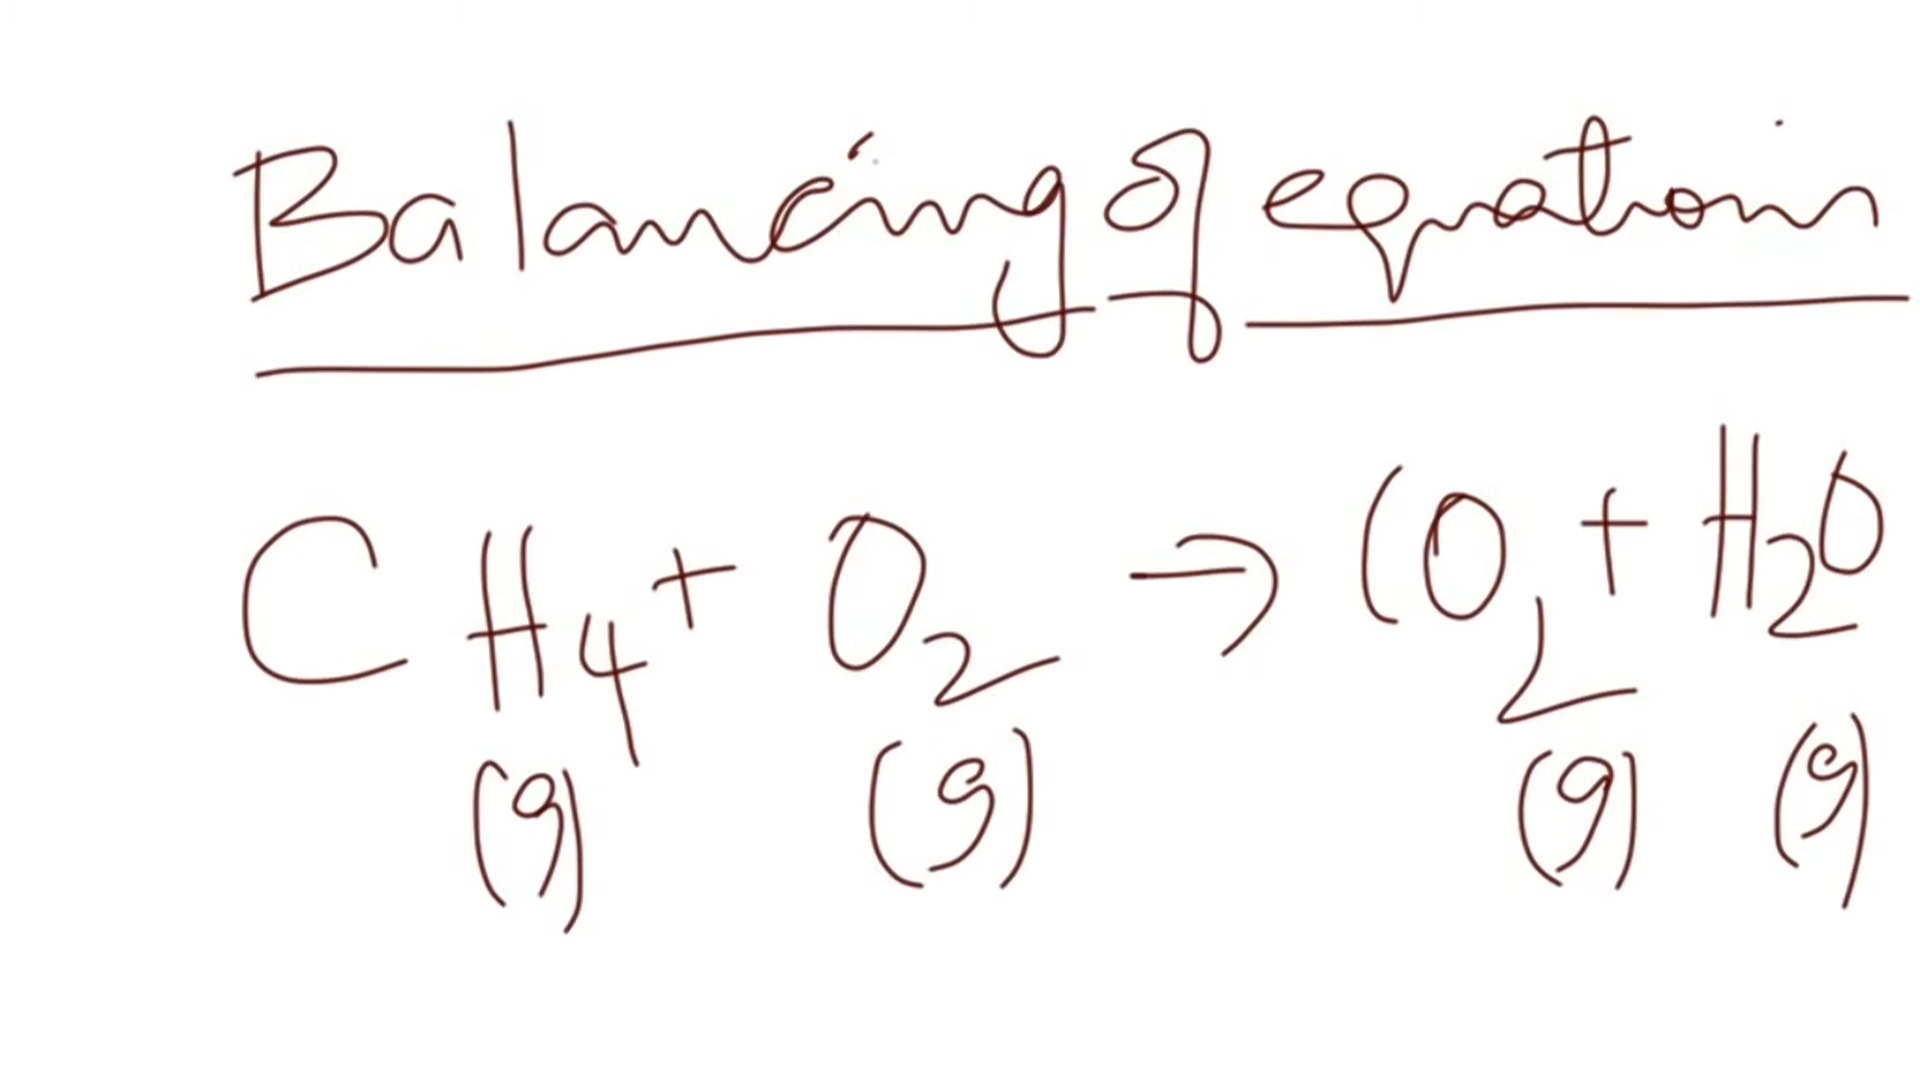 Balancing of equation
CH₄ + O₂ → CO₂ + H₂O
(g) (g) (g) (g)